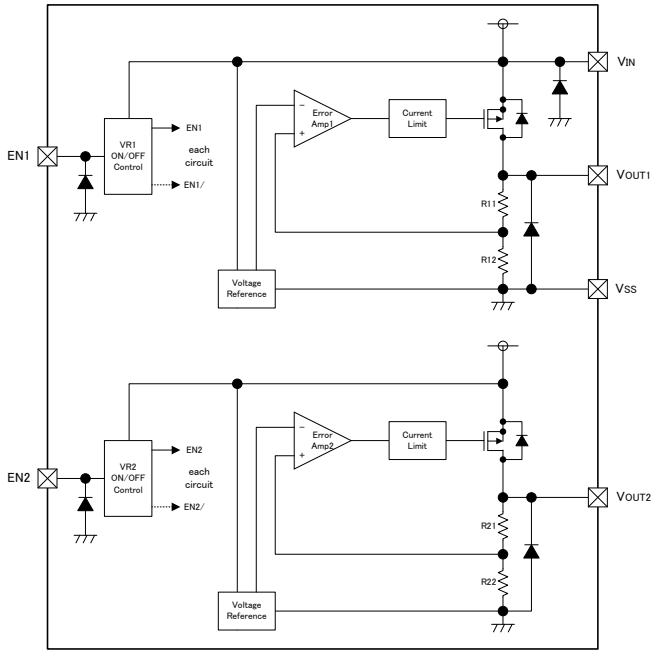 VIN
Error
Amp1
−
+
Current
Limit
VR1
ON/OFF
Control
EN1
EN1
each
circuit
EN1/
VOUT1
R11
R12
Voltage
Reference
VSS
Error
Amp2
−
+
Current
Limit
VR2
ON/OFF
Control
EN2
EN2
each
circuit
EN2/
VOUT2
R21
R22
Voltage
Reference